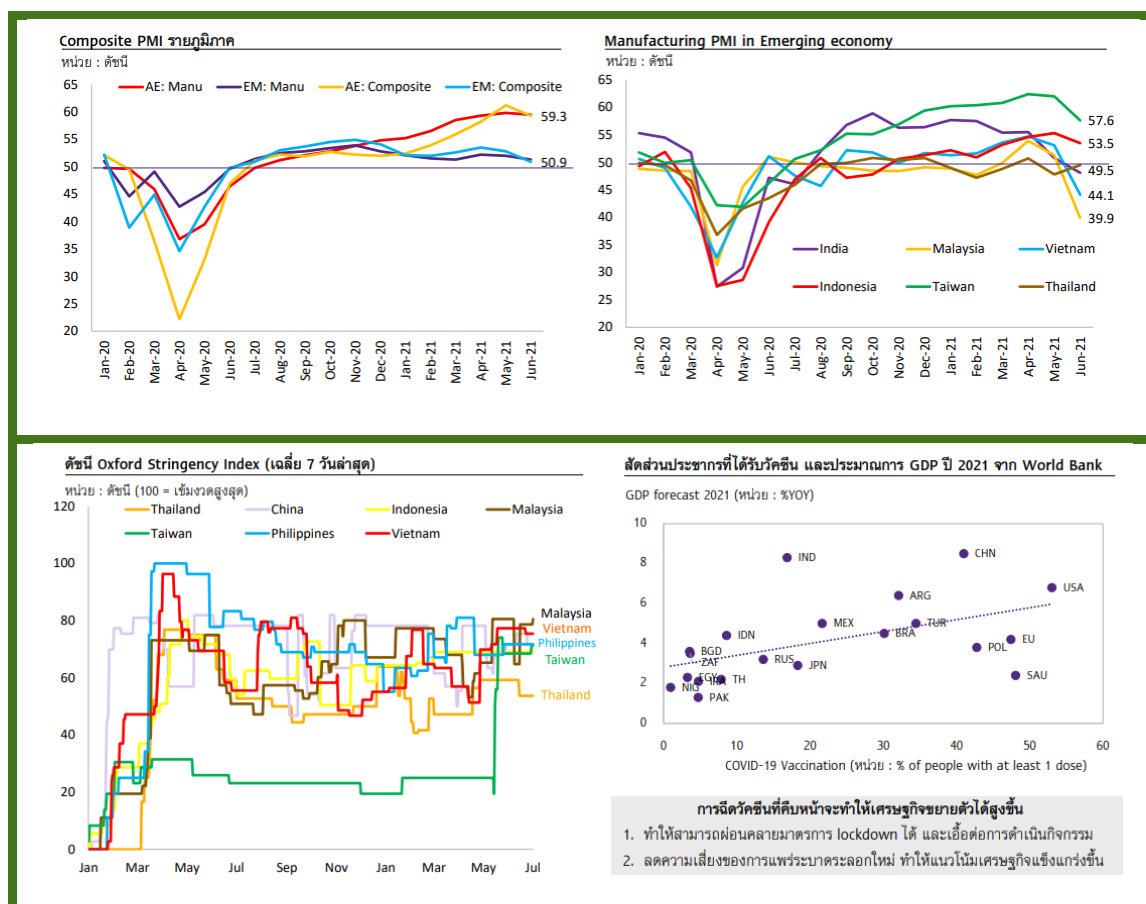 Composite PMI รายภูมิภาค
หน่วย : ดัชนี
AE: Manu EM: Manu AE: Composite EM: Composite
65
60
55
50
45
40
35
30
25
20
59.3
50.9
Jan-20 Feb-20 Mar-20 Apr-20 May-20 Jun-20 Jul-20 Aug-20 Sep-20 Oct-20 Nov-20 Dec-20 Jan-21 Feb-21 Mar-21 Apr-21 May-21 Jun-21
Manufacturing PMI in Emerging economy
หน่วย : ดัชนี
65
60
55
50
45
40
35
30
25
20
57.6
53.5
49.5
44.1
39.9
India Malaysia Vietnam
Indonesia Taiwan Thailand
Jan-20 Feb-20 Mar-20 Apr-20 May-20 Jun-20 Jul-20 Aug-20 Sep-20 Oct-20 Nov-20 Dec-20 Jan-21 Feb-21 Mar-21 Apr-21 May-21 Jun-21
ดัชนี Oxford Stringency Index (เฉลี่ย 7 วันล่าสุด)
หน่วย : ดัชนี (100 = เข้มงวดสูงสุด)
Thailand China Indonesia Malaysia
Taiwan Philippines Vietnam
120
100
80
60
40
20
0
Malaysia
Vietnam
Philippines
Taiwan
Thailand
Jan Mar May Jul Sep Nov Jan Mar May Jul
สัดส่วนประชากรที่ได้รับวัคซีน และประมาณการ GDP ปี 2021 จาก World Bank
GDP forecast 2021 (หน่วย : %YOY)
10
8
6
4
2
0
IND
CHN
USA
ARG
MEX
TUR
IDN
BRA
EU
POL
BGD
ZAF
RUS
JPN
SAU
EGY
IRA
TH
NIG
PAK
0 10 20 30 40 50 60
COVID-19 Vaccination (หน่วย : % of people with at least 1 dose)
การฉีดวัคซีนที่คืบหน้าจะทำให้เศรษฐกิจขยายตัวได้สูงขึ้น
1. ทำให้สามารถผ่อนคลายมาตรการ lockdown ได้ และเอื้อต่อการดำเนินกิจกรรม
2. ลดความเสี่ยงของการแพร่ระบาดระลอกใหม่ ทำให้แนวโน้มเศรษฐกิจแข็งแกร่งขึ้น